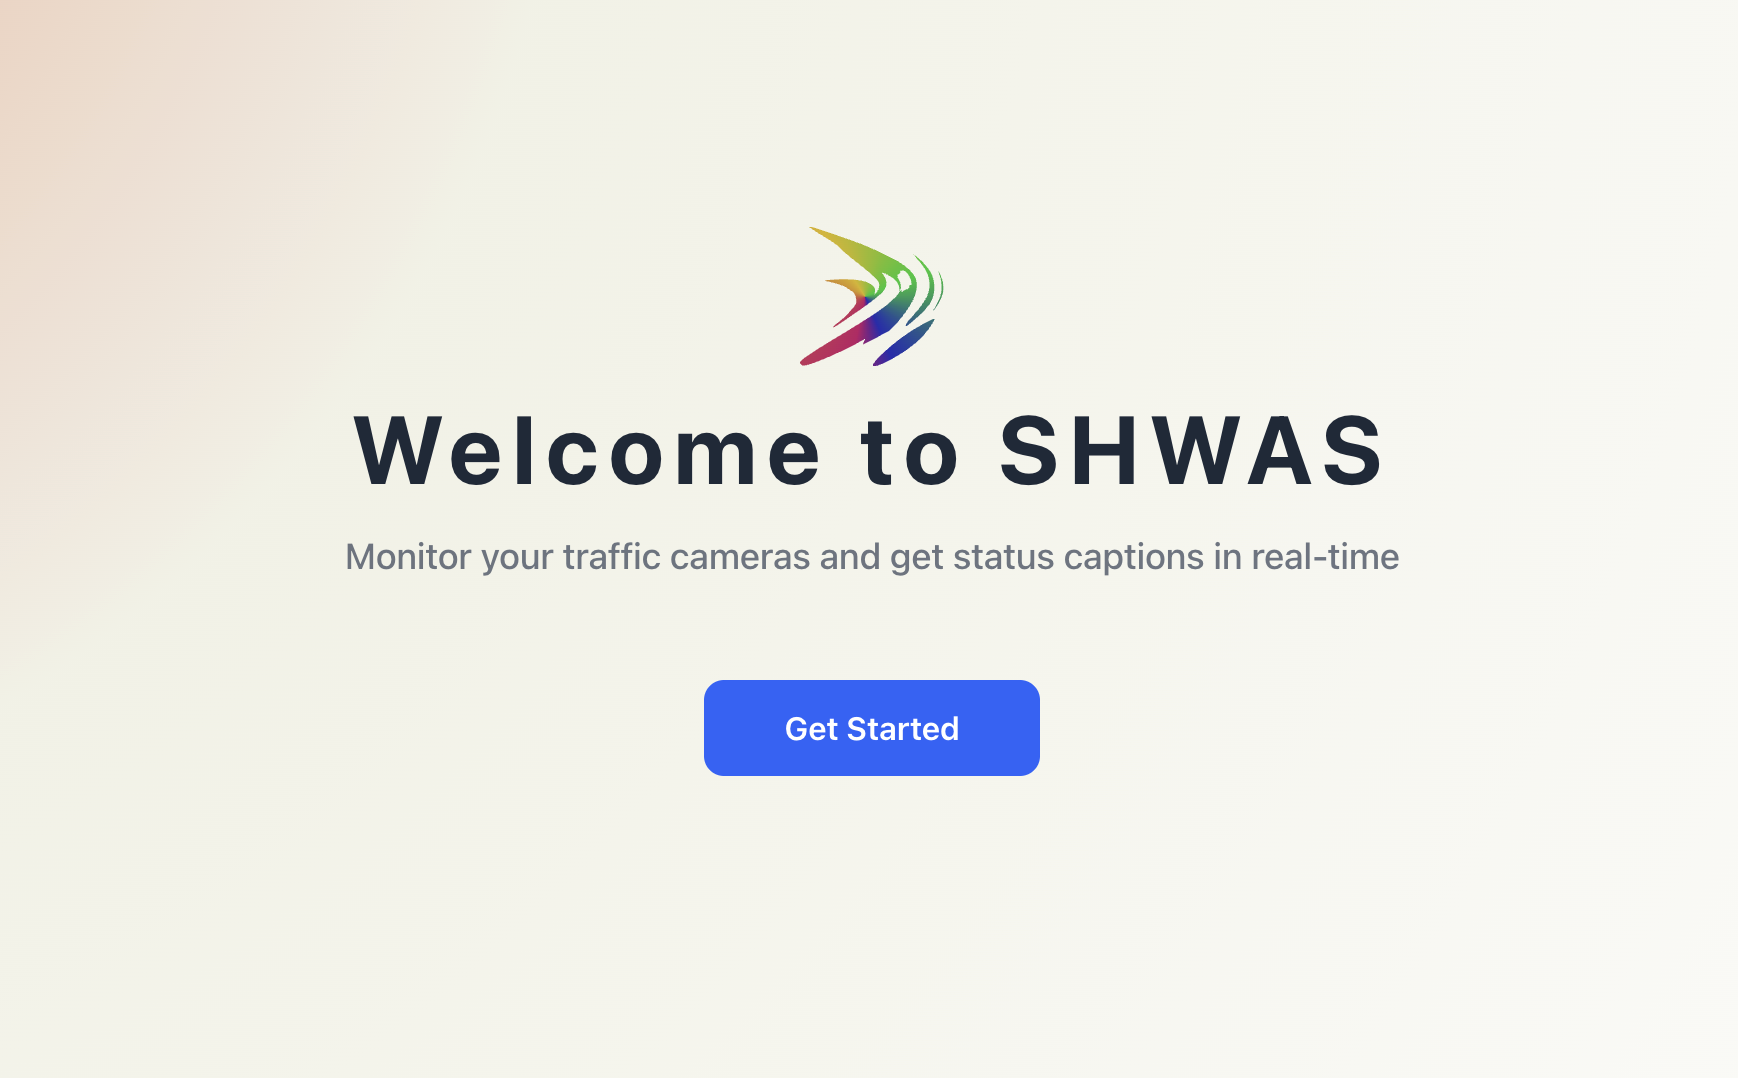 Welcome to SHWAS
Monitor your traffic cameras and get status captions in real-time
Get Started